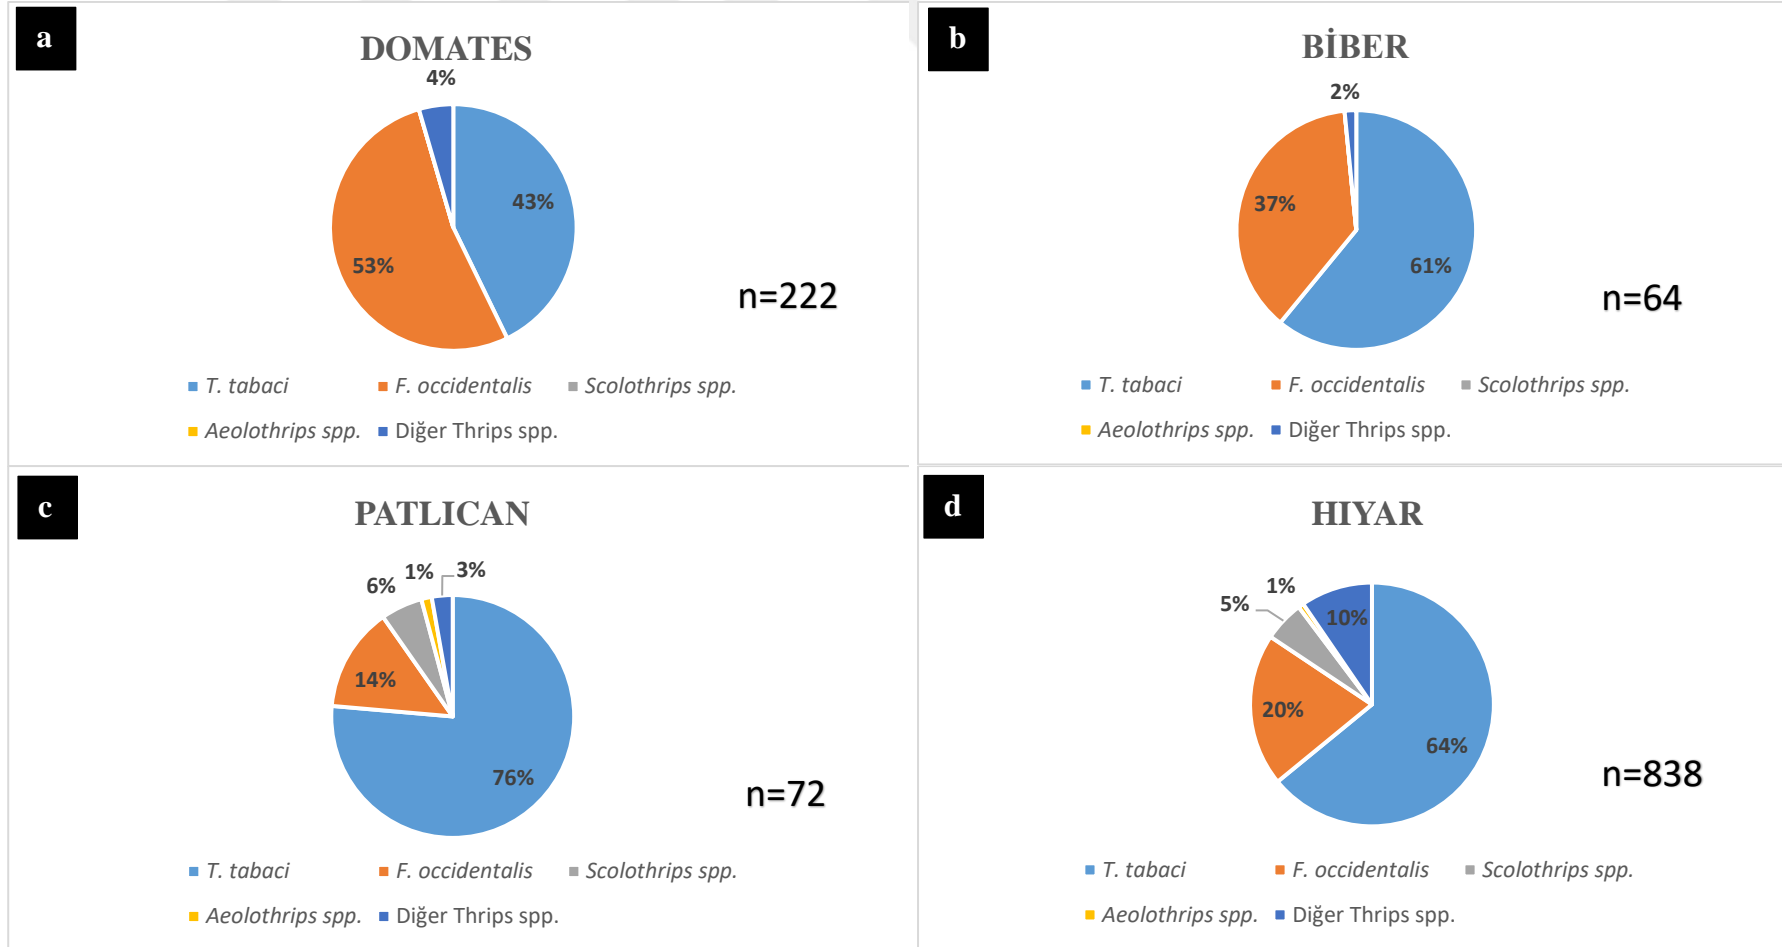 a
DOMATES
4%
43%
53%
n=222
T. tabaci F. occidentalis Scolothrips spp.
Aeolothrips spp. Diğer Thrips spp.
b
BİBER
2%
37%
61%
n=64
T. tabaci F. occidentalis Scolothrips spp.
Aeolothrips spp. Diğer Thrips spp.
c
PATLICAN
6% 1% 3%
14%
76%
n=72
T. tabaci F. occidentalis Scolothrips spp.
Aeolothrips spp. Diğer Thrips spp.
d
HIYAR
1%
5%
10%
20%
64%
n=838
T. tabaci F. occidentalis Scolothrips spp.
Aeolothrips spp. Diğer Thrips spp.